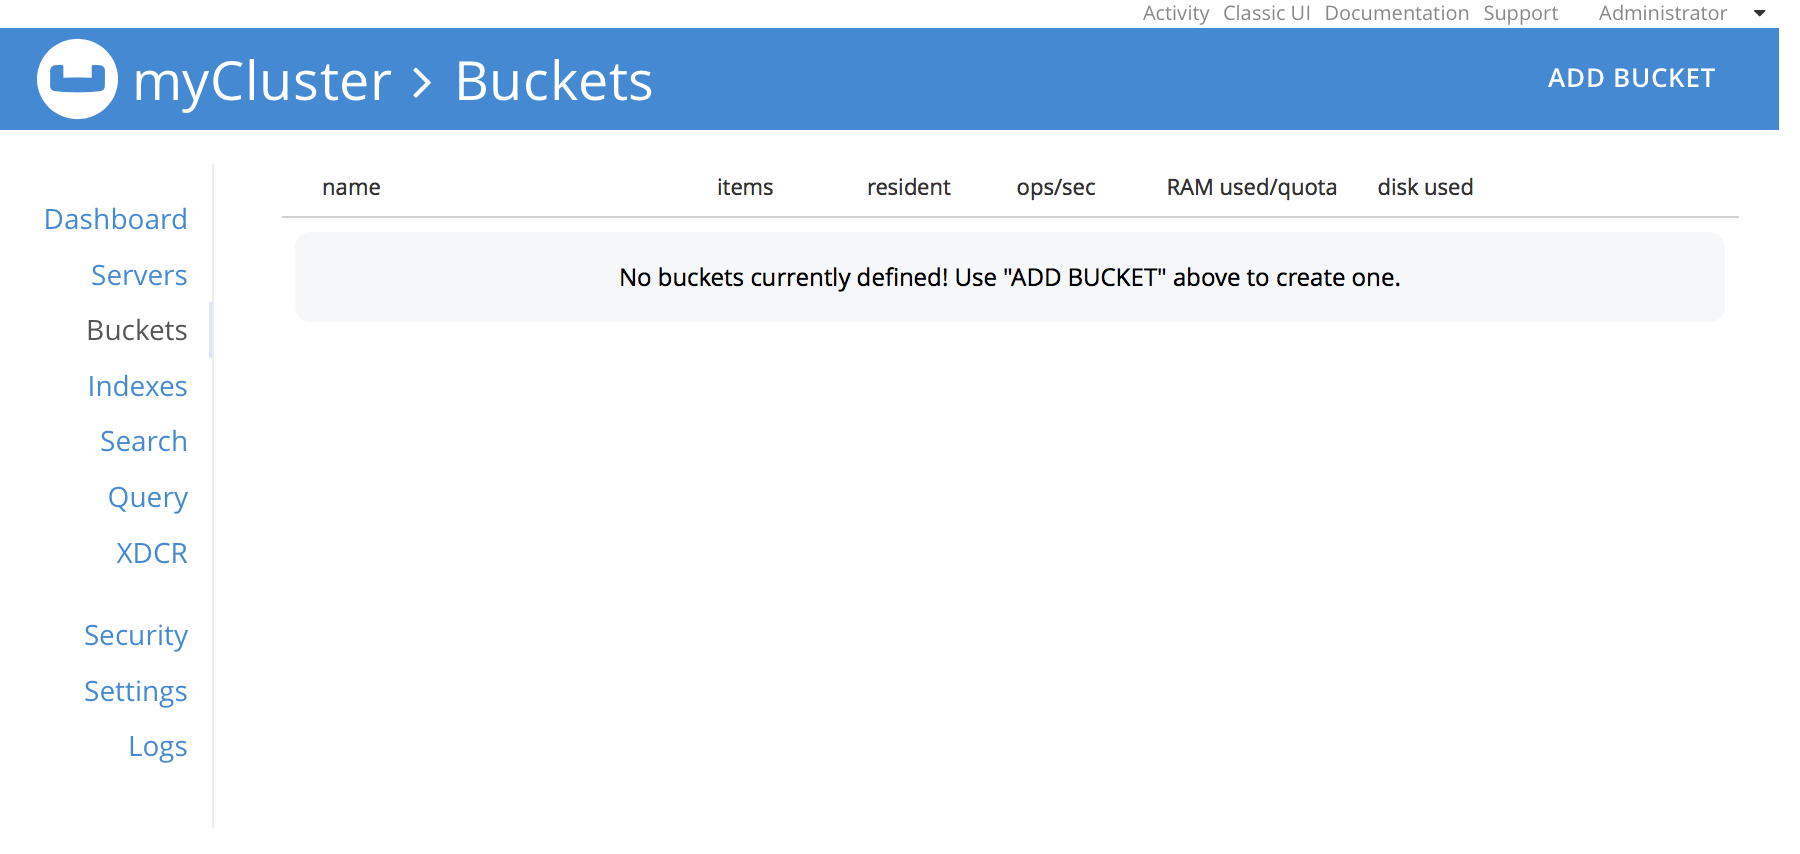 Activity Classic UI Documentation Support Administrator
myCluster > Buckets ADD BUCKET
name items resident ops/sec RAM used/quota disk used
No buckets currently defined! Use "ADD BUCKET" above to create one.
Dashboard
Servers
Buckets
Indexes
Search
Query
XDCR
Security
Settings
Logs